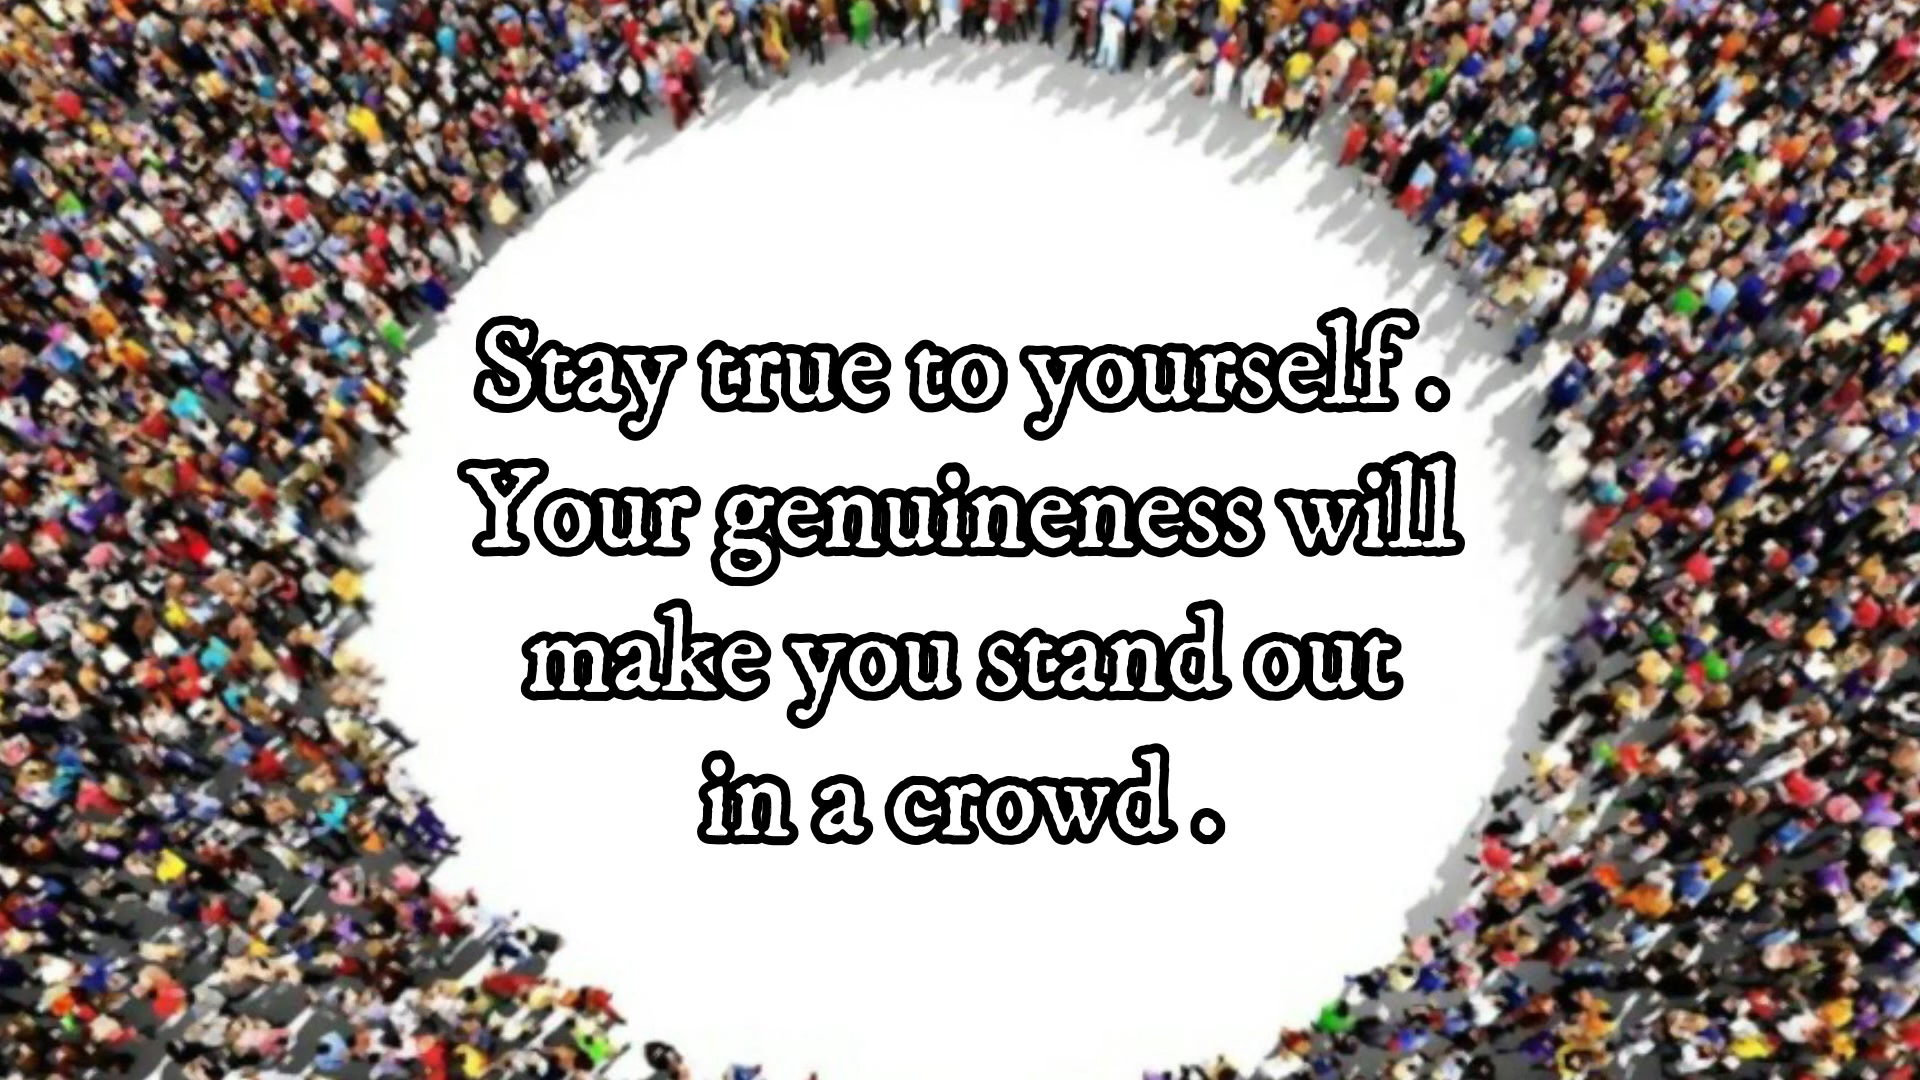 Stay true to yourself .
Your genuineness will
make you stand out
in a crowd .